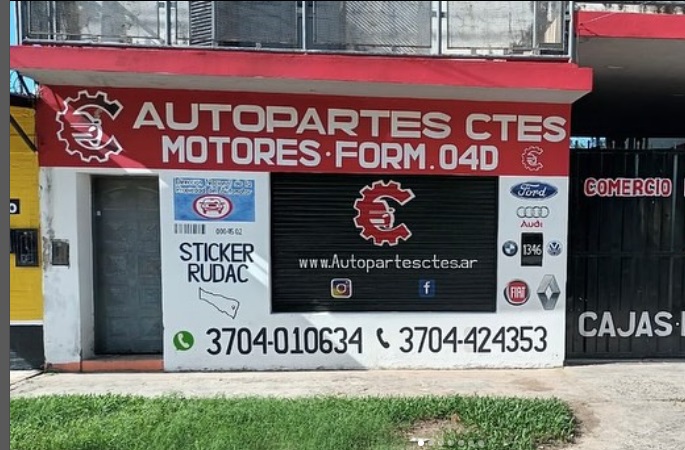 AUTOPARTES CTES
MOTORES·FORM.04D
STICKER
RUDAC
www.Autopartesctes.ar
Ford
Audi
1346
FIAT
3704-010634
3704-424353
COMERCIO
CAJAS·